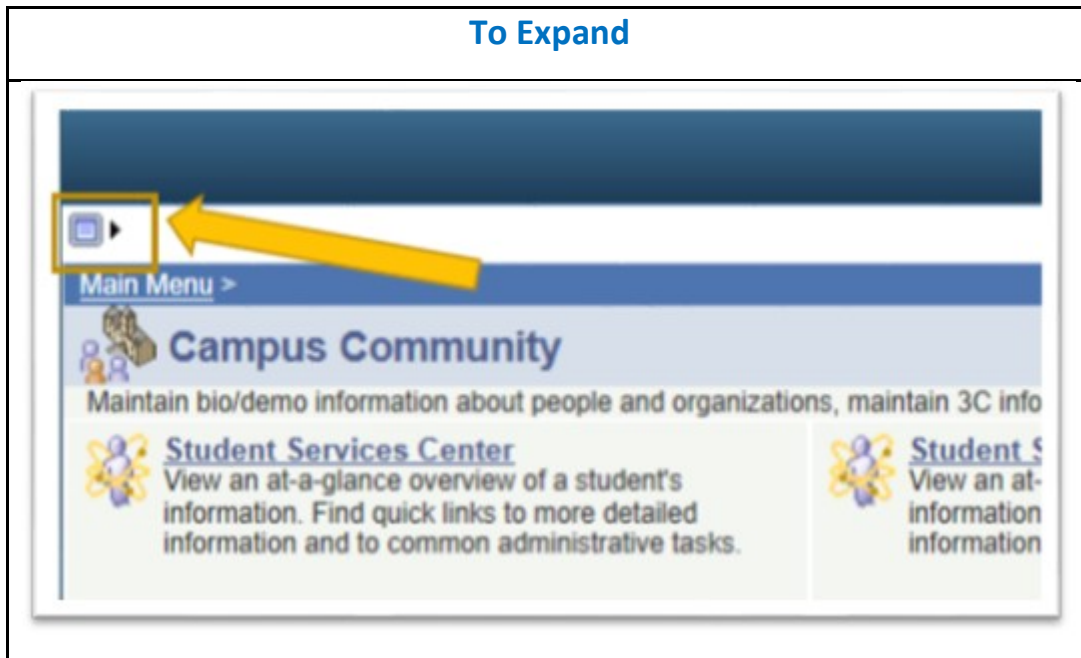 To Expand
Main Menu >
Campus Community
Maintain bio/demo information about people and organizations, maintain 3C info
Student Services Center
View an at-a-glance overview of a student's
information. Find quick links to more detailed
information and to common administrative tasks.
Student S
View an at-
information
information